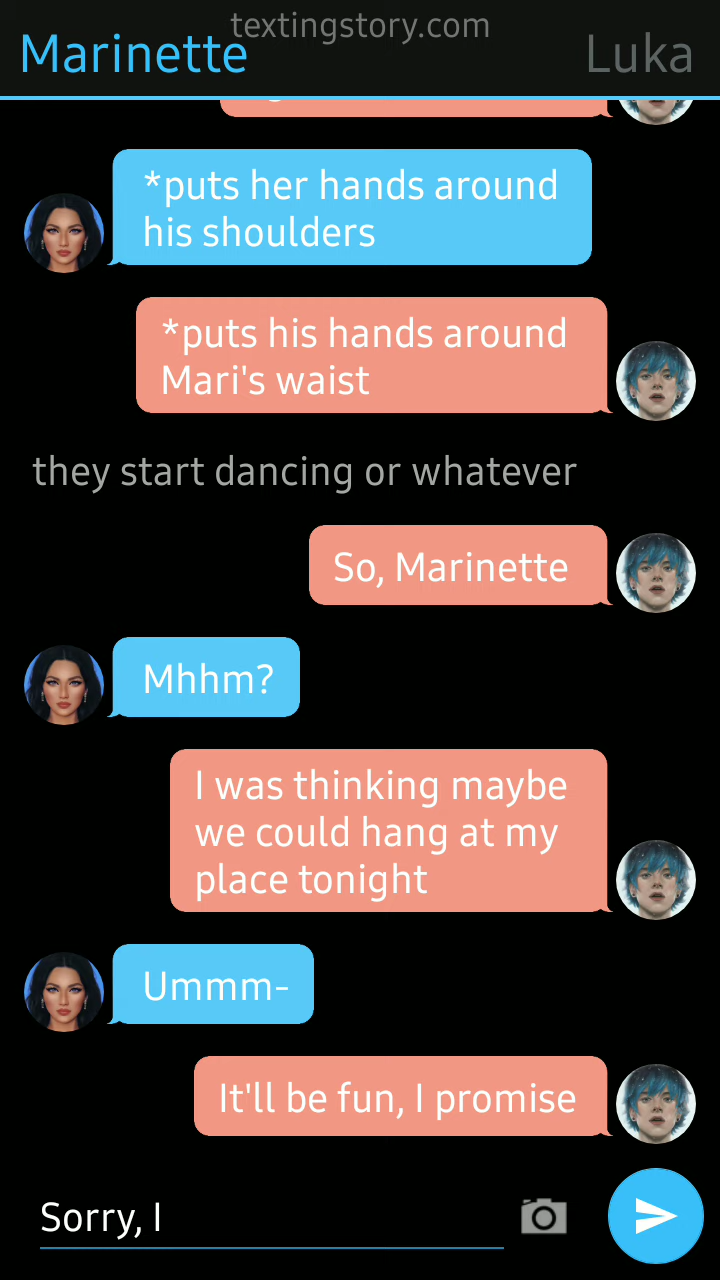 textingstory.com
Marinette
Luka
*puts her hands around
his shoulders
*puts his hands around
Mari's waist
they start dancing or whatever
So, Marinette
Mhhm?
I was thinking maybe
we could hang at my
place tonight
Ummm-
It'll be fun, I promise
Sorry, I